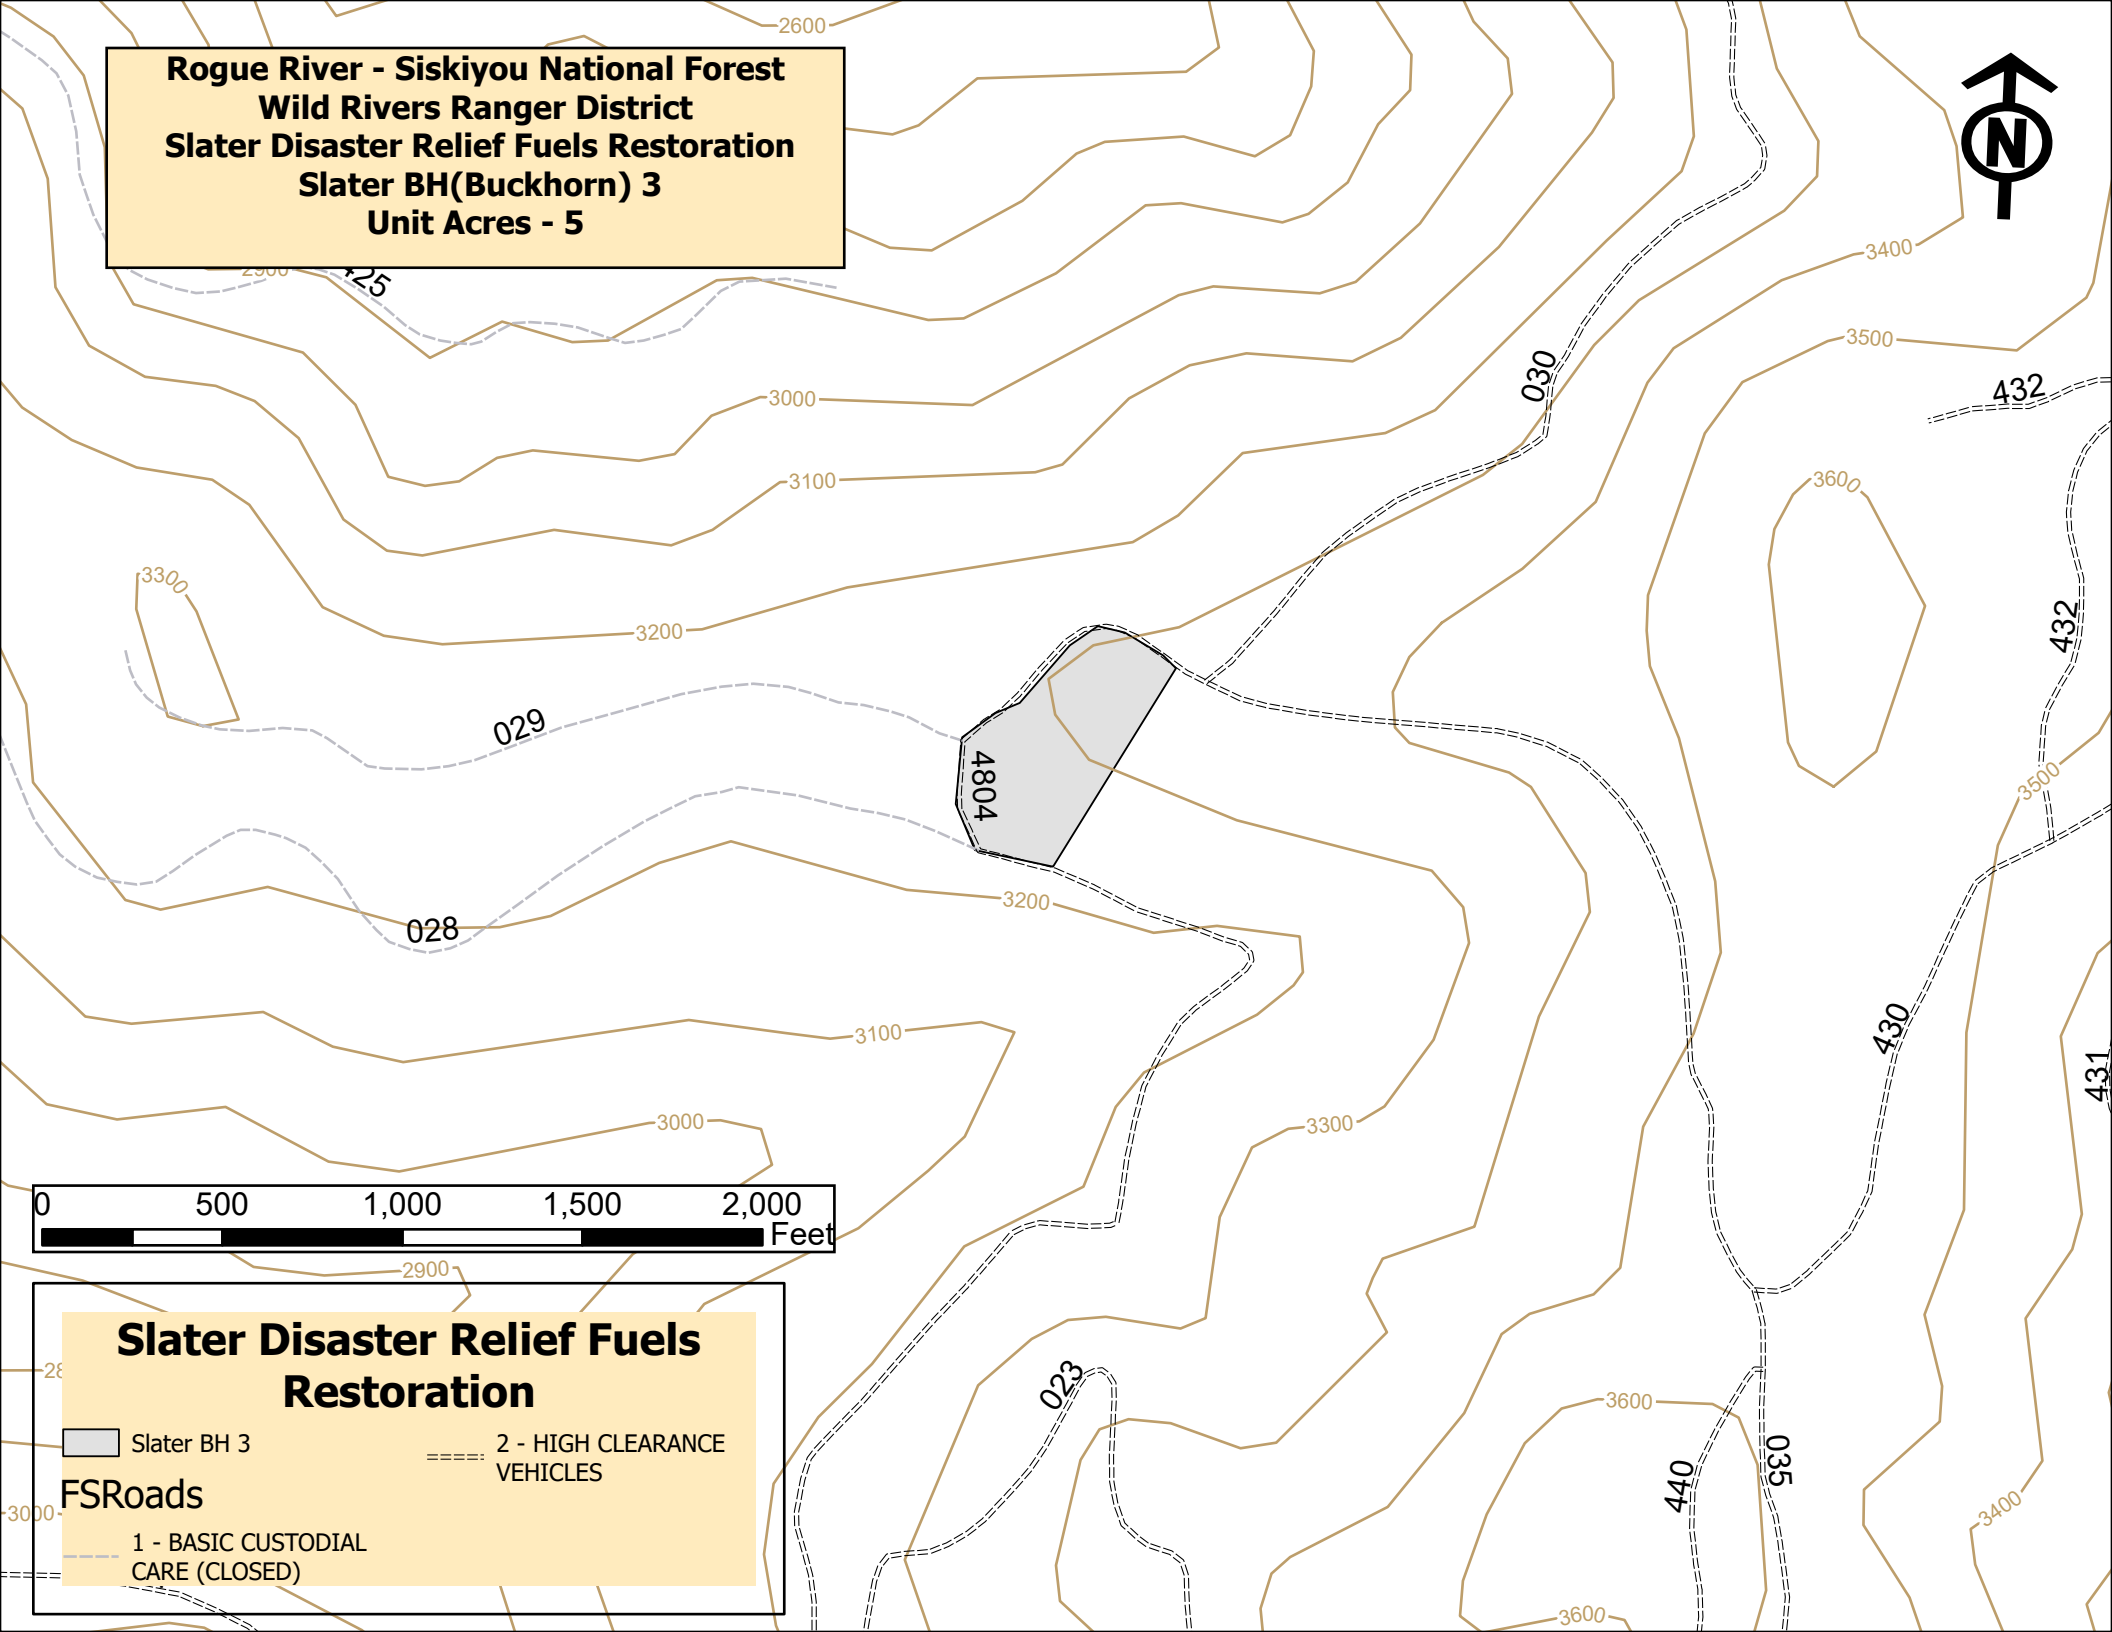 2600
Rogue River - Siskiyou National Forest
Wild Rivers Ranger District
Slater Disaster Relief Fuels Restoration
Slater BH(Buckhorn) 3
Unit Acres - 5
N
3400
2900
425
3500
030
432
3000
3100
3600
3300
432
3200
029
4804
3500
3200
028
430
3100
431
3000
3300
0 500 1,000 1,500 2,000
Feet
2900
Slater Disaster Relief Fuels
Restoration
28
023
3600
Slater BH 3
2 - HIGH CLEARANCE
VEHICLES
035
440
FSRoads
3000
3400
1 - BASIC CUSTODIAL
CARE (CLOSED)
3600